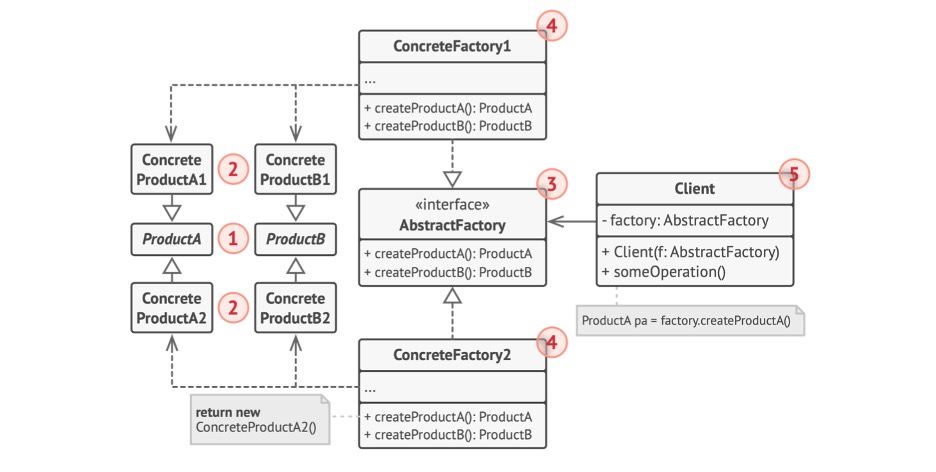 4
ConcreteFactory1
...
+ createProductA(): ProductA
+ createProductB(): ProductB
Concrete
ProductA1
2
Concrete
ProductB1
3
«interface»
AbstractFactory
+ createProductA(): ProductA
+ createProductB(): ProductB
5
Client
- factory: AbstractFactory
+ Client(f: AbstractFactory)
+ someOperation()
ProductA
1
ProductB
Concrete
ProductA2
2
Concrete
ProductB2
ProductA pa = factory.createProductA()
4
ConcreteFactory2
...
+ createProductA(): ProductA
+ createProductB(): ProductB
return new
ConcreteProductA2()